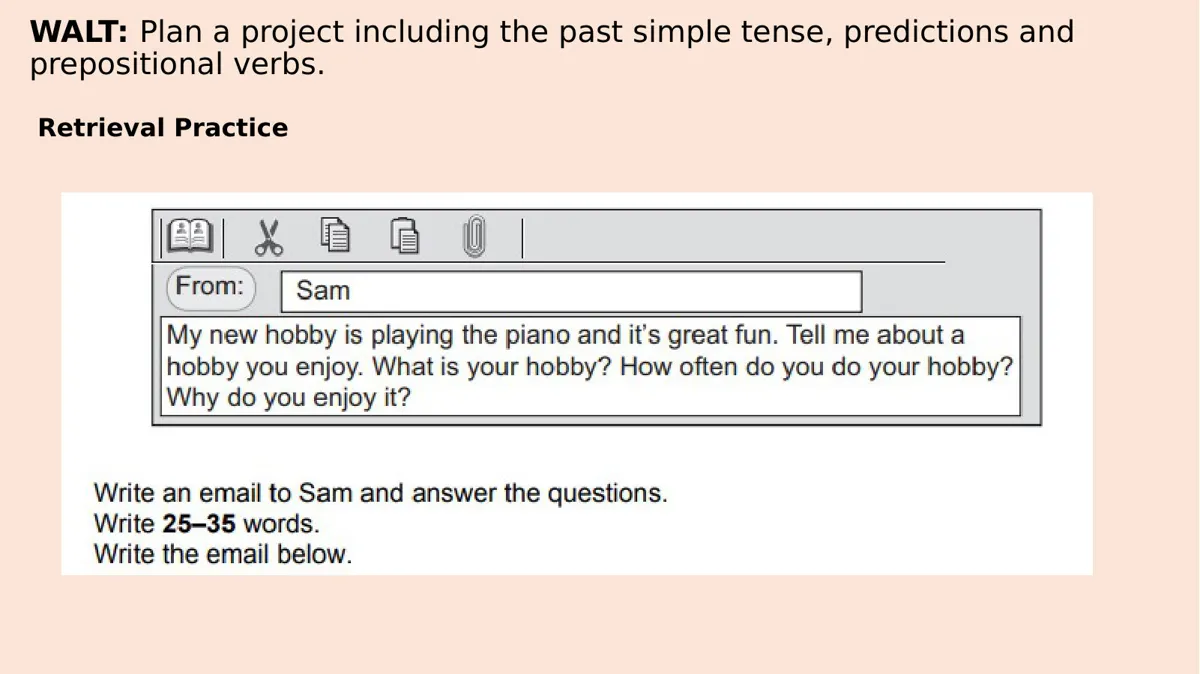 WALT: Plan a project including the past simple tense, predictions and
prepositional verbs.
Retrieval Practice
From:
Sam
My new hobby is playing the piano and it's great fun. Tell me about a
hobby you enjoy. What is your hobby? How often do you do your hobby?
Why do you enjoy it?
Write an email to Sam and answer the questions.
Write 25–35 words.
Write the email below.